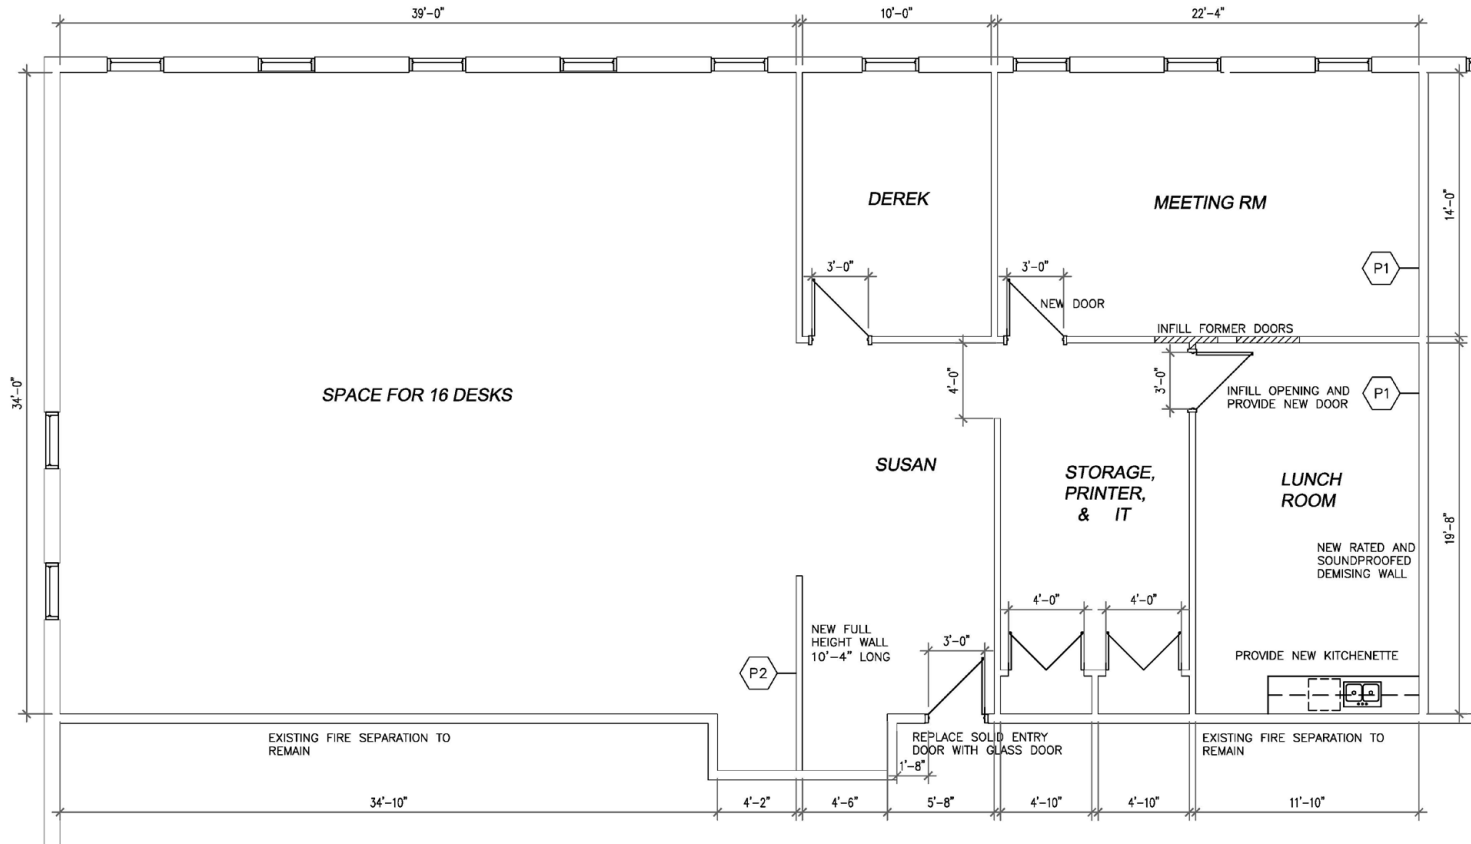 39'-0"
10'-0"
22'-4"
DEREK
MEETING RM
14'-0"
P1
3'-0"
3'-0"
NEW DOOR
INFILL FORMER DOORS
34'-0"
SPACE FOR 16 DESKS
4'-0"
3'-0"
INFILL OPENING AND
PROVIDE NEW DOOR
P1
SUSAN
STORAGE,
PRINTER,
& IT
LUNCH
ROOM
19'-8"
NEW RATED AND
SOUNDPROOFED
DEMISING WALL
4'-0"
4'-0"
NEW FULL
HEIGHT WALL
10'-4" LONG
3'-0"
P2
PROVIDE NEW KITCHENETTE
EXISTING FIRE SEPARATION TO
REMAIN
REPLACE SOLID ENTRY
DOOR WITH GLASS DOOR
EXISTING FIRE SEPARATION TO
REMAIN
1'-8"
34'-10"
4'-2"
4'-6"
5'-8"
4'-10"
4'-10"
11'-10"